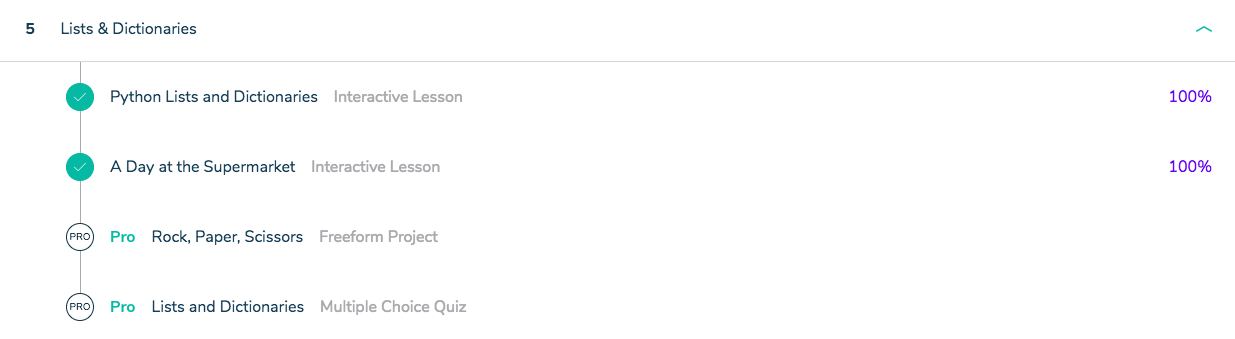 5 Lists & Dictionaries
Python Lists and Dictionaries Interactive Lesson 100%
A Day at the Supermarket Interactive Lesson 100%
PRO Pro Rock, Paper, Scissors Freeform Project
PRO Pro Lists and Dictionaries Multiple Choice Quiz